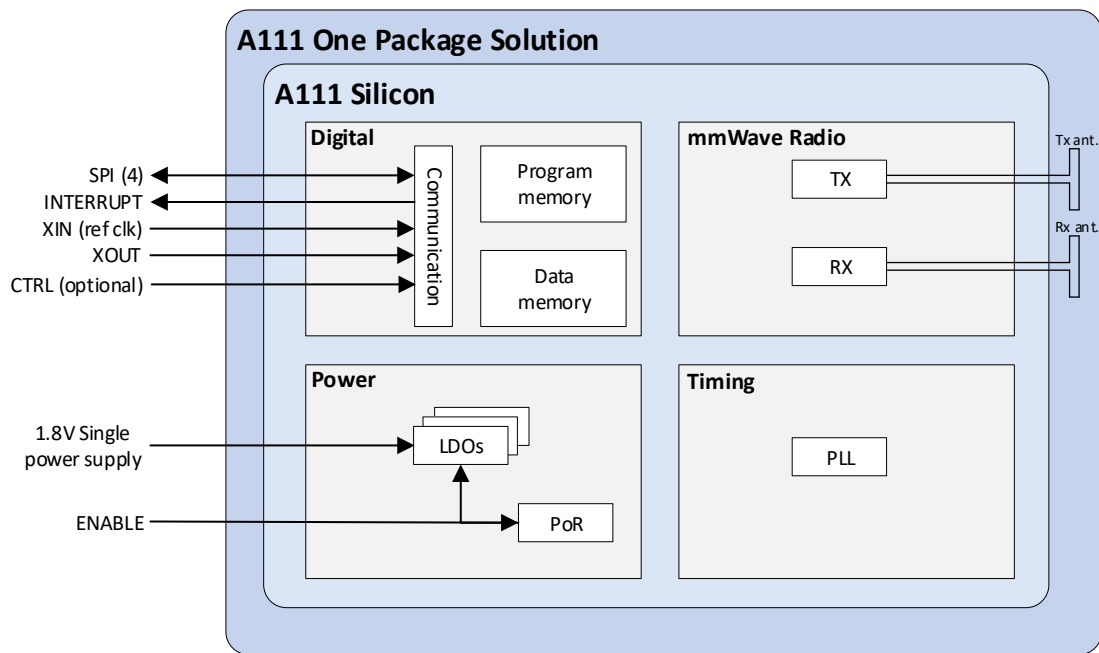 A111 One Package Solution
A111 Silicon
Digital
mmWave Radio
Tx ant.
SPI (4)
INTERRUPT
XIN (ref clk)
XOUT
CTRL (optional)
Communication
Program
memory
Data
memory
TX
RX
Rx ant.
Power
Timing
1.8V Single
power supply
LDOs
PLL
ENABLE
PoR